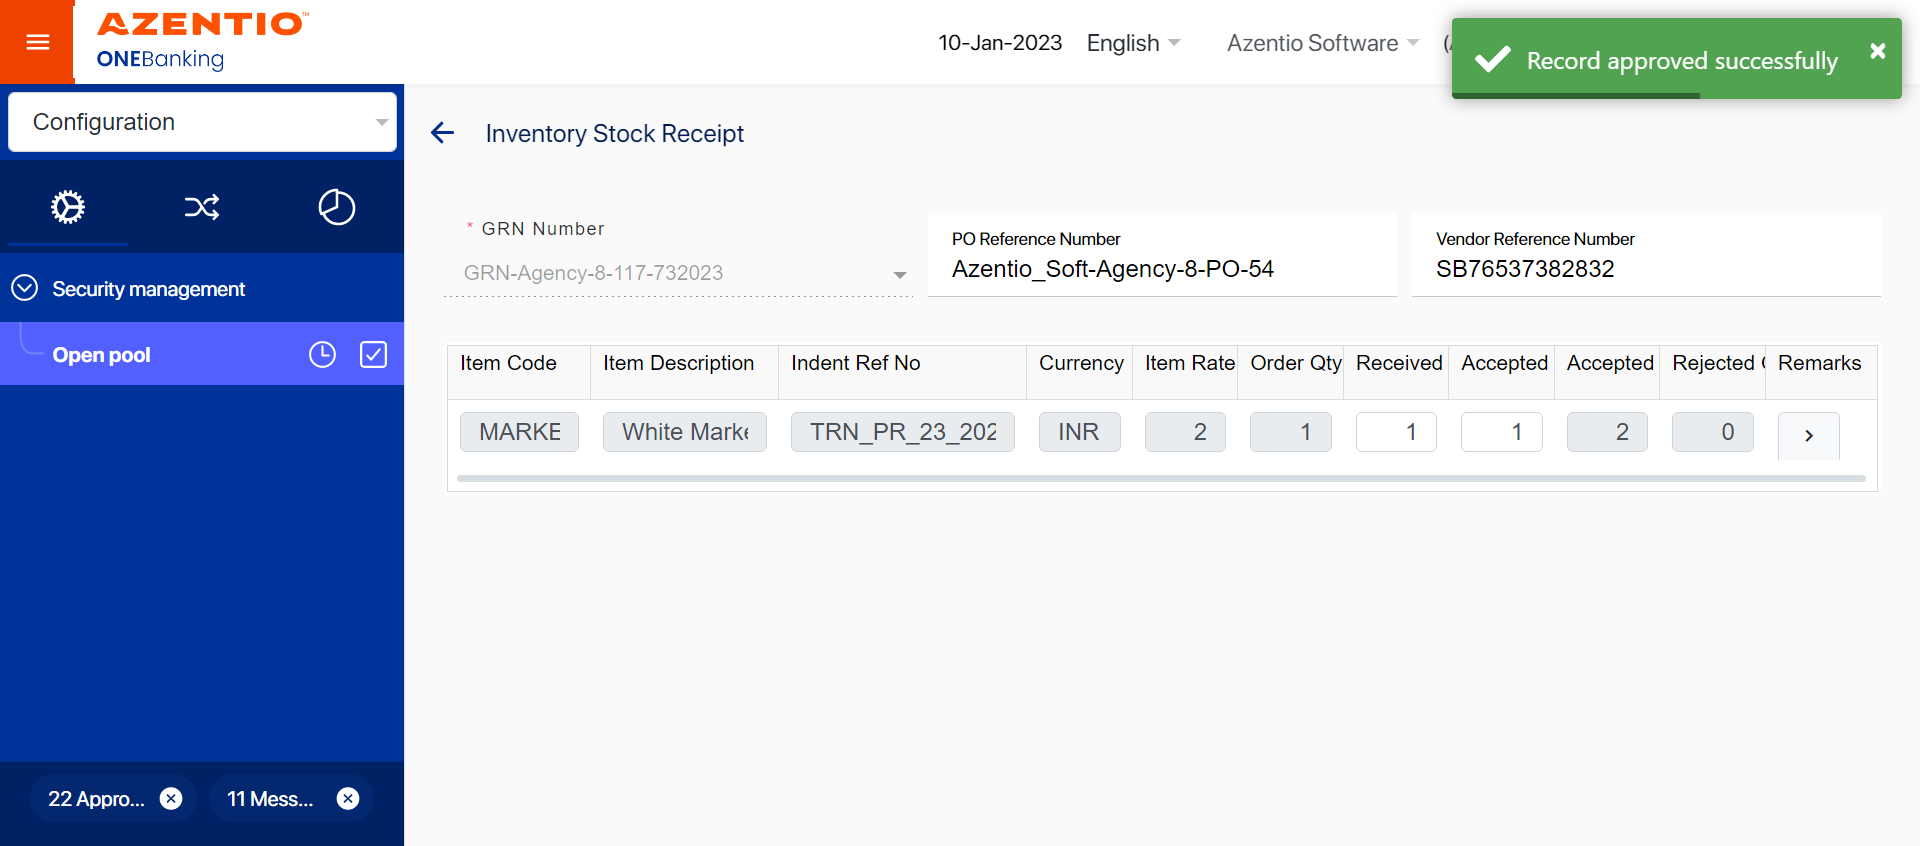 AZENTIO™
ONEBanking
10-Jan-2023
English
Azentio Software
Record approved successfully
Configuration
Inventory Stock Receipt
Security management
Open pool
22 Appro...
11 Mess...
* GRN Number
GRN-Agency-8-117-732023
PO Reference Number
Azentio_Soft-Agency-8-PO-54
Vendor Reference Number
SB76537382832
Item Code Item Description Indent Ref No Currency Item Rate Order Qty Received Accepted Accepted Rejected Remarks
MARKE White Marke TRN_PR_23_202 INR 2 1 1 1 2 0